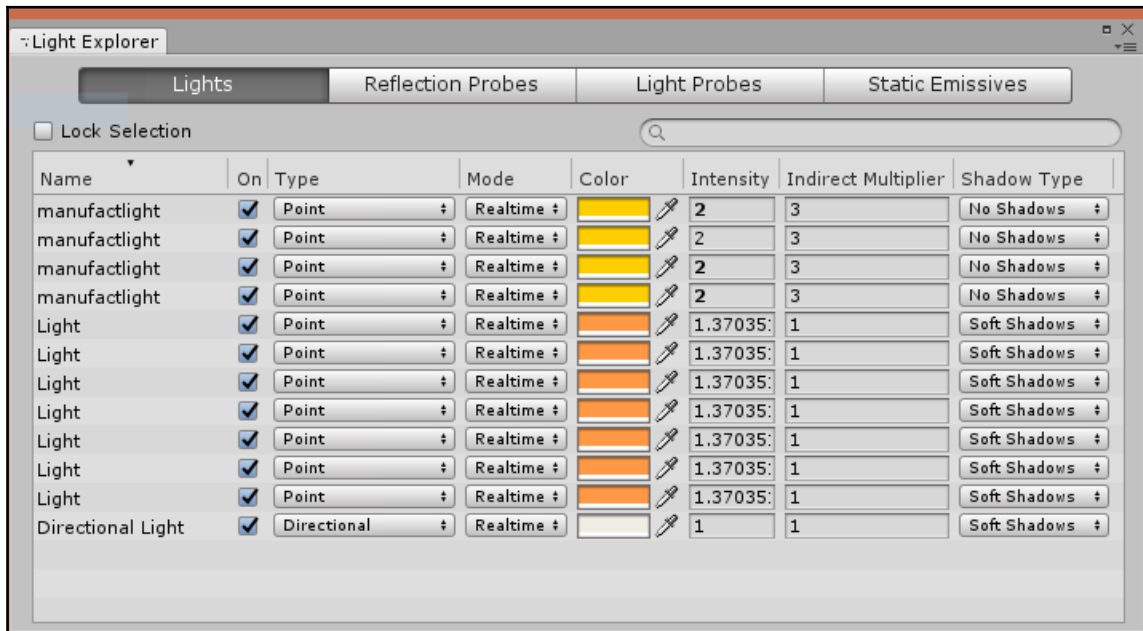 Light Explorer
Lights Reflection Probes Light Probes Static Emissives
Lock Selection
Name On Type Mode Color Intensity Indirect Multiplier Shadow Type
manufactlight Point Realtime 2 3 No Shadows
manufactlight Point Realtime 2 3 No Shadows
manufactlight Point Realtime 2 3 No Shadows
manufactlight Point Realtime 2 3 No Shadows
Light Point Realtime 1.37035 1 Soft Shadows
Light Point Realtime 1.37035 1 Soft Shadows
Light Point Realtime 1.37035 1 Soft Shadows
Light Point Realtime 1.37035 1 Soft Shadows
Light Point Realtime 1.37035 1 Soft Shadows
Light Point Realtime 1.37035 1 Soft Shadows
Light Point Realtime 1.37035 1 Soft Shadows
Directional Light Directional Realtime 1 1 Soft Shadows